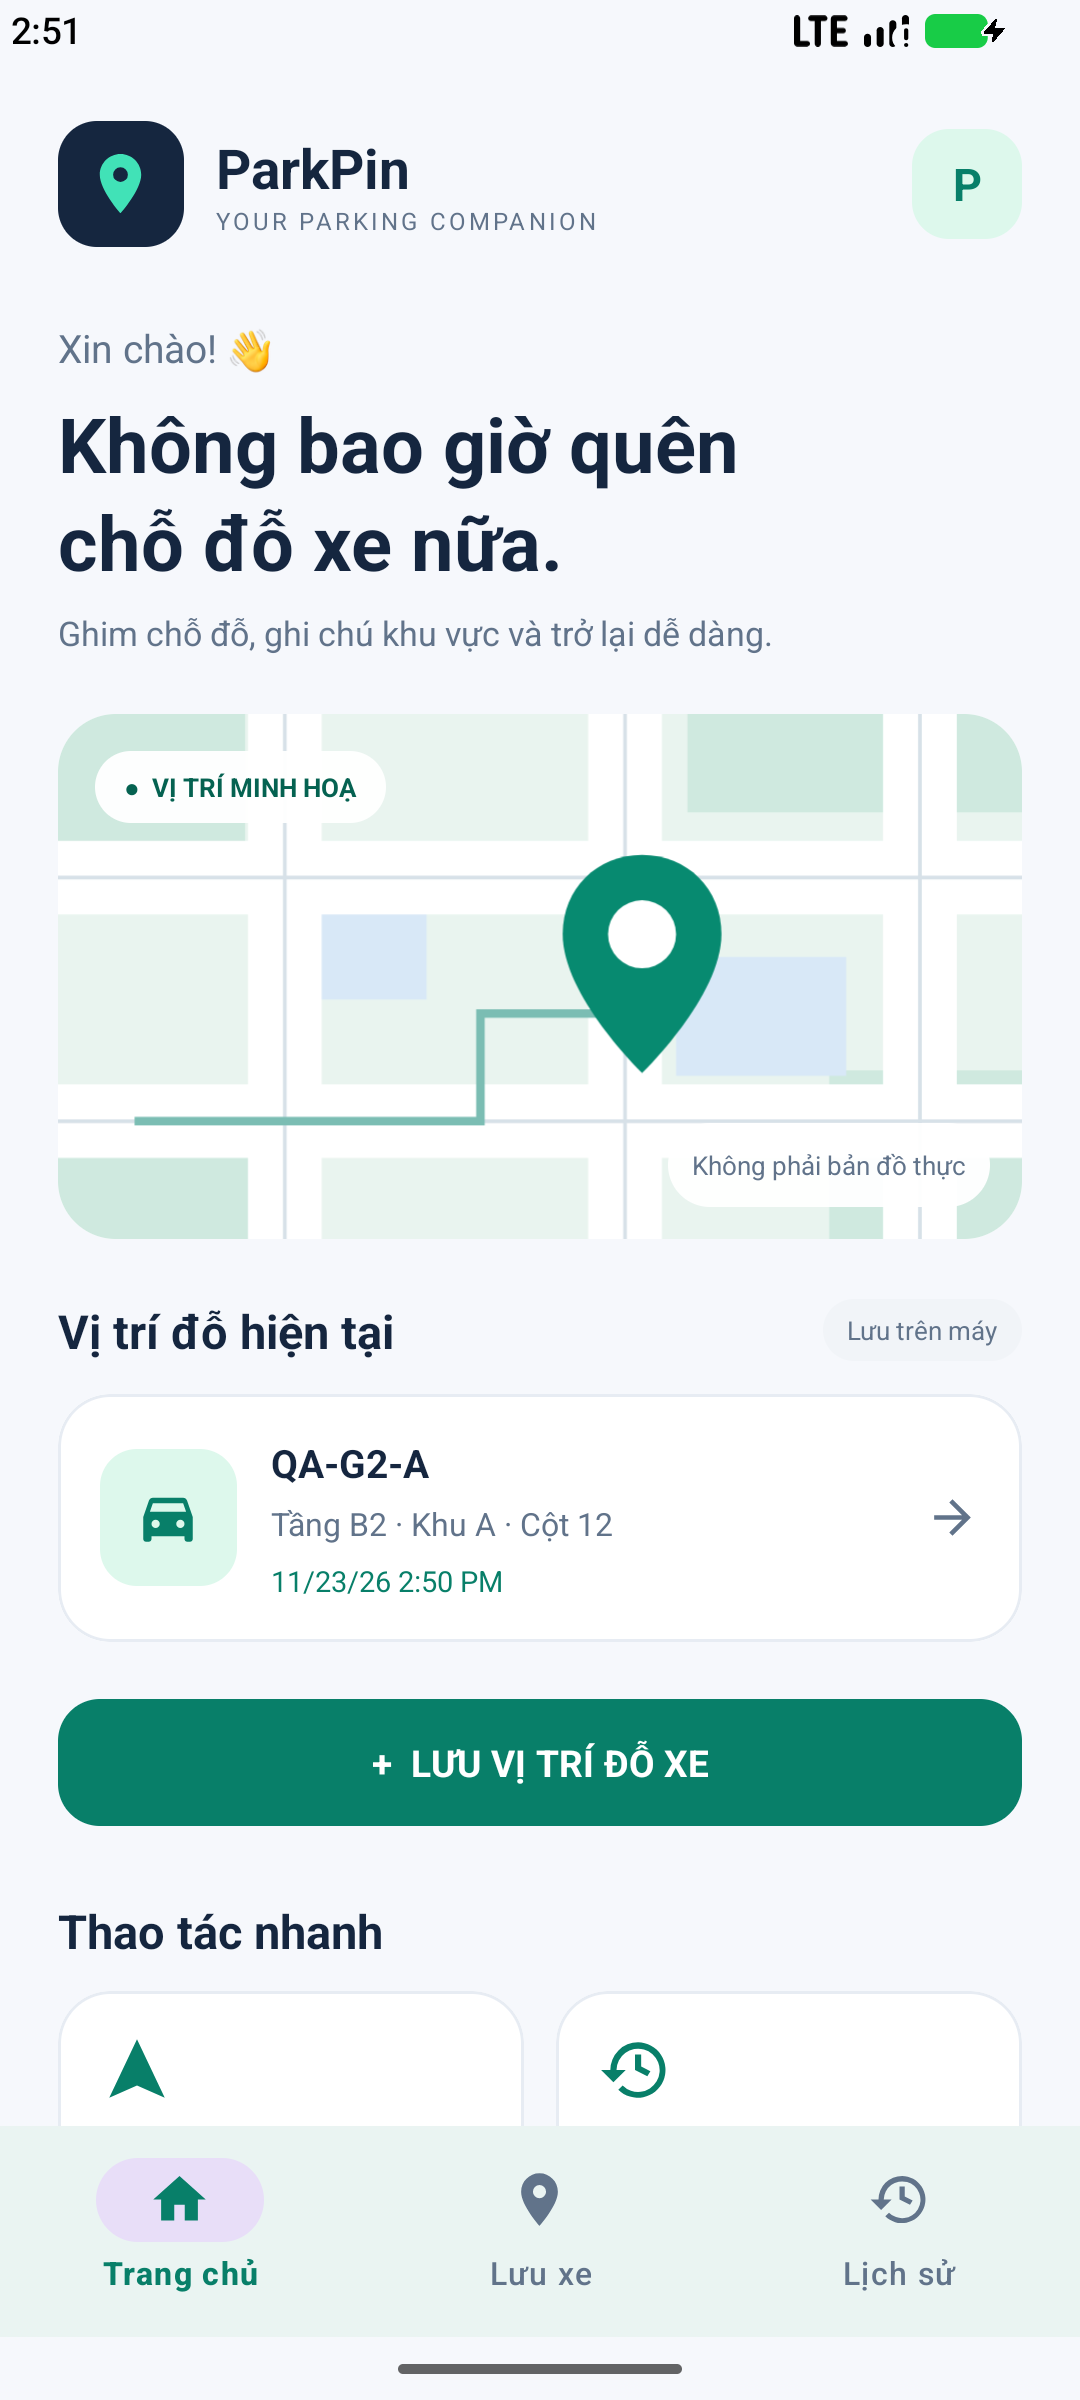 2:51
LTE
ParkPin
YOUR PARKING COMPANION
P
Xin chào! 👋
Không bao giờ quên
chỗ đỗ xe nữa.
Ghim chỗ đỗ, ghi chú khu vực và trở lại dễ dàng.
● VỊ TRÍ MINH HOẠ
Không phải bản đồ thực
Vị trí đỗ hiện tại
Lưu trên máy
QA-G2-A
Tầng B2 · Khu A · Cột 12
11/23/26 2:50 PM
+ LƯU VỊ TRÍ ĐỖ XE
Thao tác nhanh
Trang chủ
Lưu xe
Lịch sử